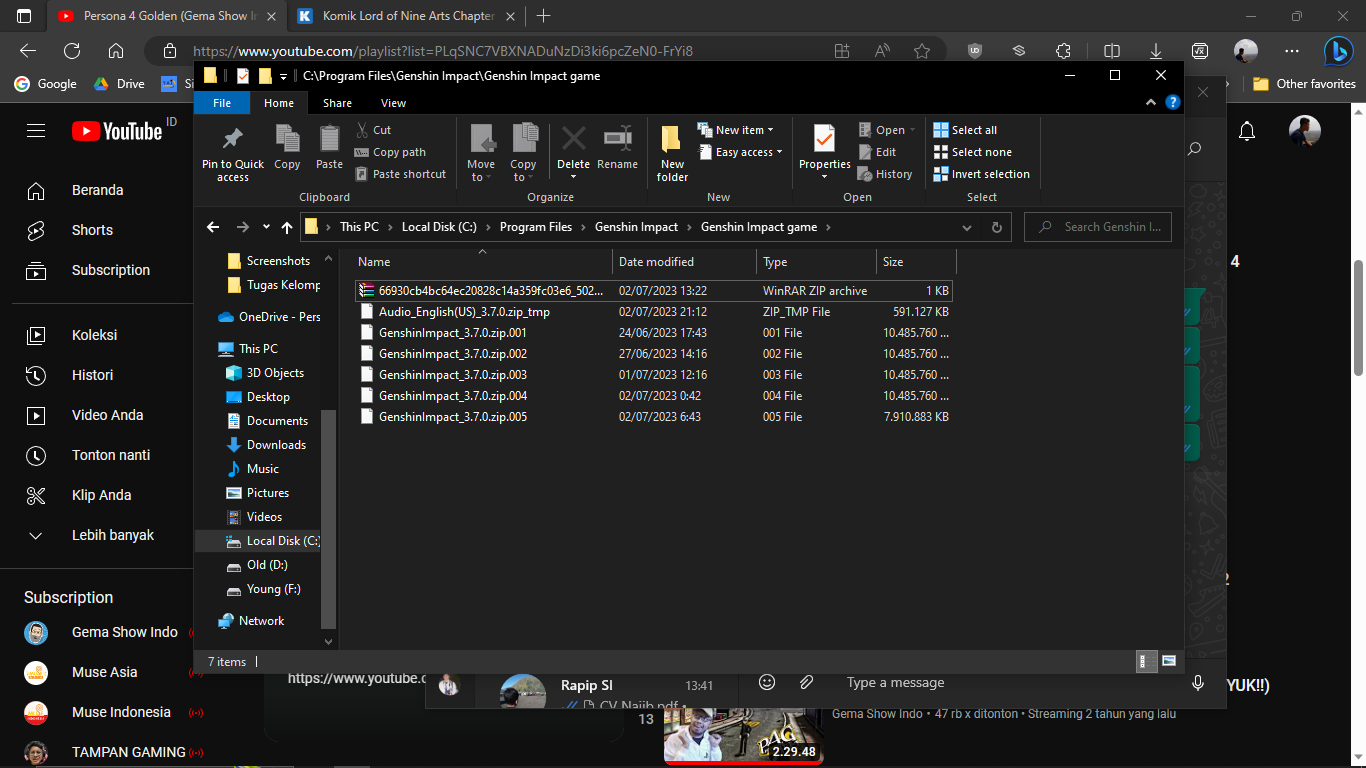 Persona 4 Golden (Gema Show In
Komik Lord of Nine Arts Chapter
https://www.youtube.com/playlist?list=PLqSNC7VBXNADuNzDi3ki6pcZeN0-FrYi8
Google
Drive
Other favorites
C:\Program Files\Genshin Impact\Genshin Impact game
File
Home
Share
View
Pin to Quick access
Copy
Paste
Cut
Copy path
Paste shortcut
Clipboard
Move to
Copy to
Delete
Rename
Organize
New folder
New item
Easy access
New
Properties
Open
Edit
History
Open
Select all
Select none
Invert selection
Select
This PC
Local Disk (C:)
Program Files
Genshin Impact
Genshin Impact game
Search Genshin I...
Name
Date modified
Type
Size
66930cb4bc64ec20828c14a359fc03e6_502... 02/07/2023 13:22 WinRAR ZIP archive 1 KB
Audio_English(US)_3.7.0.zip_tmp 02/07/2023 21:12 ZIP_TMP File 591.127 KB
GenshinImpact_3.7.0.zip.001 24/06/2023 17:43 001 File 10.485.760 ...
GenshinImpact_3.7.0.zip.002 27/06/2023 14:16 002 File 10.485.760 ...
GenshinImpact_3.7.0.zip.003 01/07/2023 12:16 003 File 10.485.760 ...
GenshinImpact_3.7.0.zip.004 02/07/2023 0:42 004 File 10.485.760 ...
GenshinImpact_3.7.0.zip.005 02/07/2023 6:43 005 File 7.910.883 KB
Screenshots
Tugas Kelomp
OneDrive - Pers
This PC
3D Objects
Desktop
Documents
Downloads
Music
Pictures
Videos
Local Disk (C:)
Old (D:)
Young (F:)
Network
7 items
YouTube ID
Beranda
Shorts
Subscription
Koleksi
Histori
Video Anda
Tonton nanti
Klip Anda
Lebih banyak
Subscription
Gema Show Indo
Muse Asia
Muse Indonesia
TAMPAN GAMING
4
https://www.youtube.c
Rapip SI
13:41
CV Najib.pdf
Type a message
YUK!!)
13
Gema Show Indo • 47 rb x ditonton • Streaming 2 tahun yang lalu
P4G
2.29.48